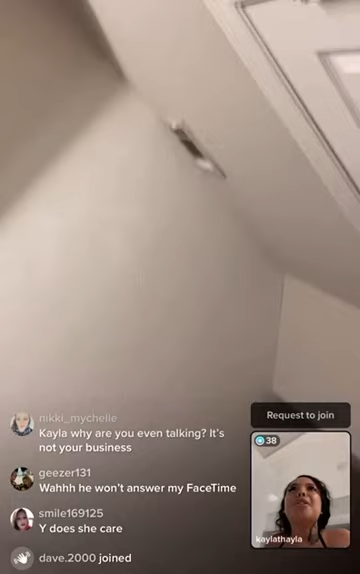 nikki_mychelle
Kayla why are you even talking? It's
not your business
Request to join
38
geezer131
Wahhh he won't answer my FaceTime
smile169125
Y does she care
kaylathayla
dave.2000 joined